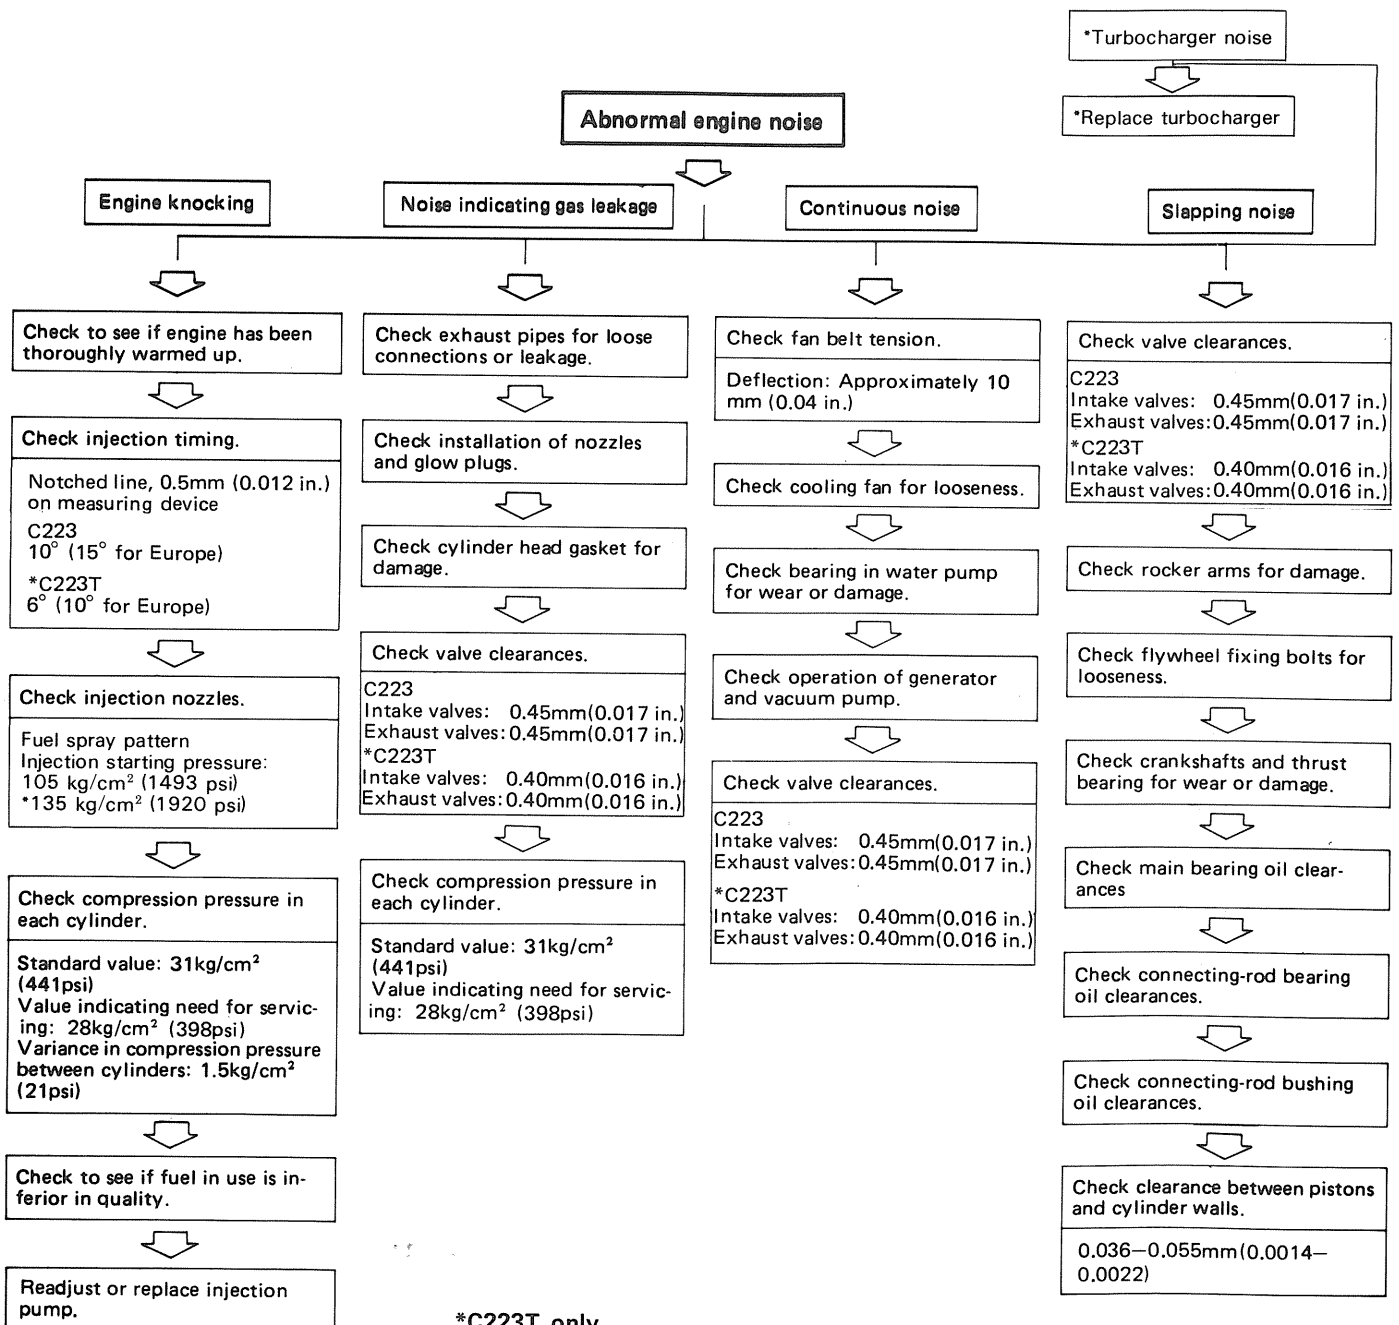 *Turbocharger noise
*Replace turbocharger
Abnormal engine noise
Engine knocking
Check to see if engine has been
thoroughly warmed up.
Check injection timing.
Notched line, 0.5mm (0.012 in.)
on measuring device
C223
10° (15° for Europe)
*C223T
6° (10° for Europe)
Check injection nozzles.
Fuel spray pattern
Injection starting pressure:
105 kg/cm² (1493 psi)
*135 kg/cm² (1920 psi)
Check compression pressure in
each cylinder.
Standard value: 31kg/cm²
(441psi)
Value indicating need for servic-
ing: 28kg/cm² (398psi)
Variance in compression pressure
between cylinders: 1.5kg/cm²
(21psi)
Check to see if fuel in use is in-
ferior in quality.
Readjust or replace injection
pump.
Noise indicating gas leakage
Check exhaust pipes for loose
connections or leakage.
Check installation of nozzles
and glow plugs.
Check cylinder head gasket for
damage.
Check valve clearances.
C223
Intake valves: 0.45mm(0.017 in.)
Exhaust valves:0.45mm(0.017 in.)
*C223T
Intake valves: 0.40mm(0.016 in.)
Exhaust valves:0.40mm(0.016 in.)
Check compression pressure in
each cylinder.
Standard value: 31kg/cm²
(441psi)
Value indicating need for servic-
ing: 28kg/cm² (398psi)
Continuous noise
Check fan belt tension.
Deflection: Approximately 10
mm (0.04 in.)
Check cooling fan for looseness.
Check bearing in water pump
for wear or damage.
Check operation of generator
and vacuum pump.
Check valve clearances.
C223
Intake valves: 0.45mm(0.017 in.)
Exhaust valves:0.45mm(0.017 in.)
*C223T
Intake valves: 0.40mm(0.016 in.)
Exhaust valves:0.40mm(0.016 in.)
Slapping noise
Check valve clearances.
C223
Intake valves: 0.45mm(0.017 in.)
Exhaust valves:0.45mm(0.017 in.)
*C223T
Intake valves: 0.40mm(0.016 in.)
Exhaust valves:0.40mm(0.016 in.)
Check rocker arms for damage.
Check flywheel fixing bolts for
looseness.
Check crankshafts and thrust
bearing for wear or damage.
Check main bearing oil clear-
ances
Check connecting-rod bearing
oil clearances.
Check connecting-rod bushing
oil clearances.
Check clearance between pistons
and cylinder walls.
0.036—0.055mm(0.0014—
0.0022)
*C223T only